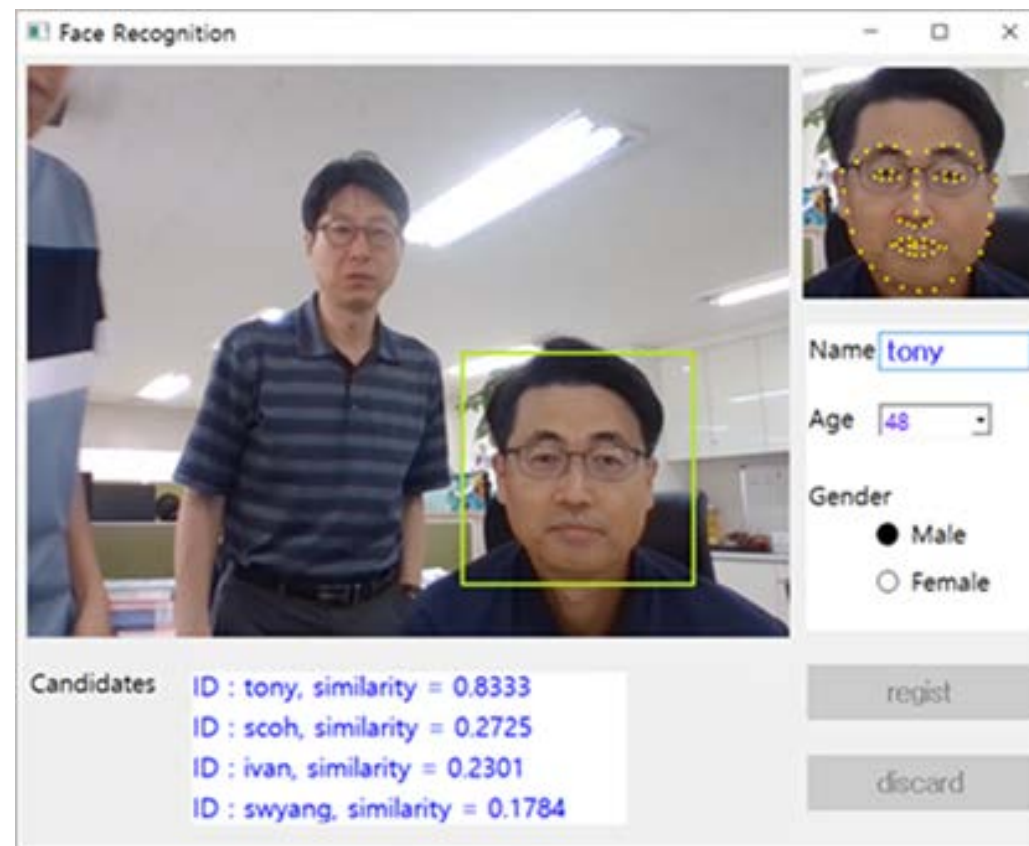 Face Recognition
Name tony
Age 48
Gender
Male
Female
Candidates
ID : tony, similarity = 0.8333
ID : scoh, similarity = 0.2725
ID : ivan, similarity = 0.2301
ID : swyang, similarity = 0.1784
regist
discard